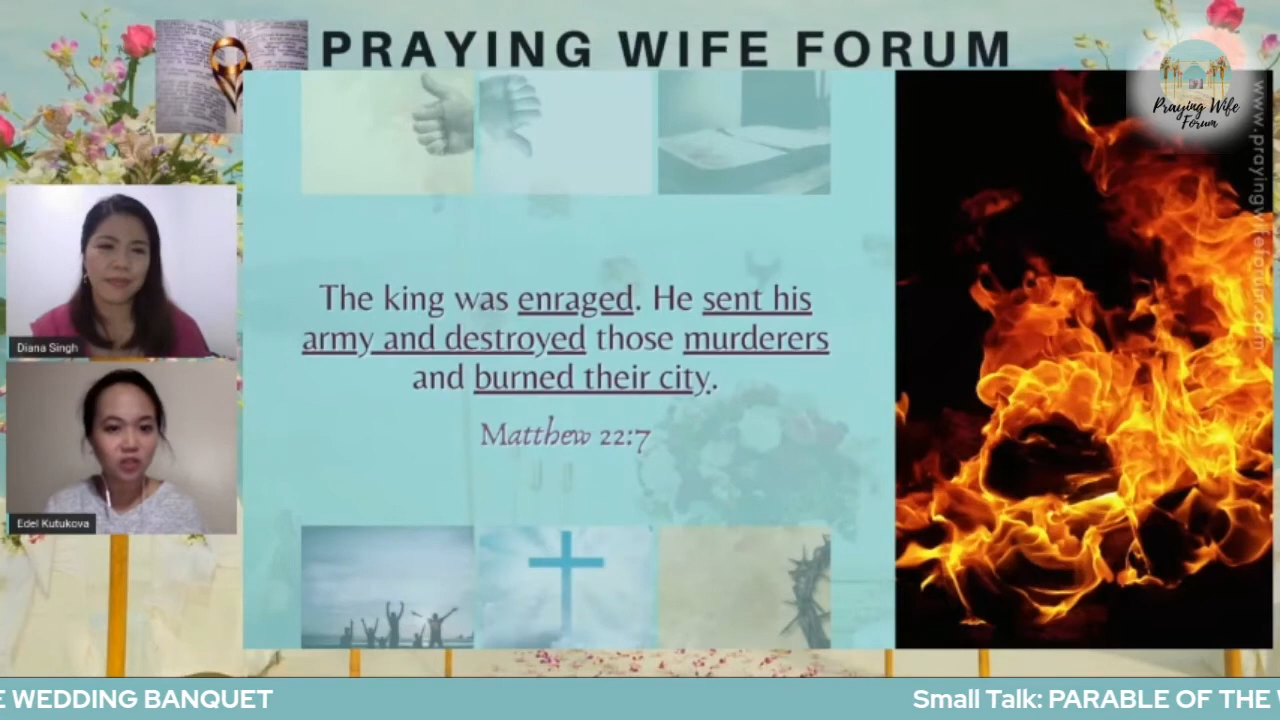 PRAYING WIFE FORUM
Praying Wife
Forum
www.prayingwifeforum.com
The king was enraged. He sent his
army and destroyed those murderers
and burned their city.
Matthew 22:7
Diana Singh
Edel Kutukova
E WEDDING BANQUET
Small Talk: PARABLE OF THE W